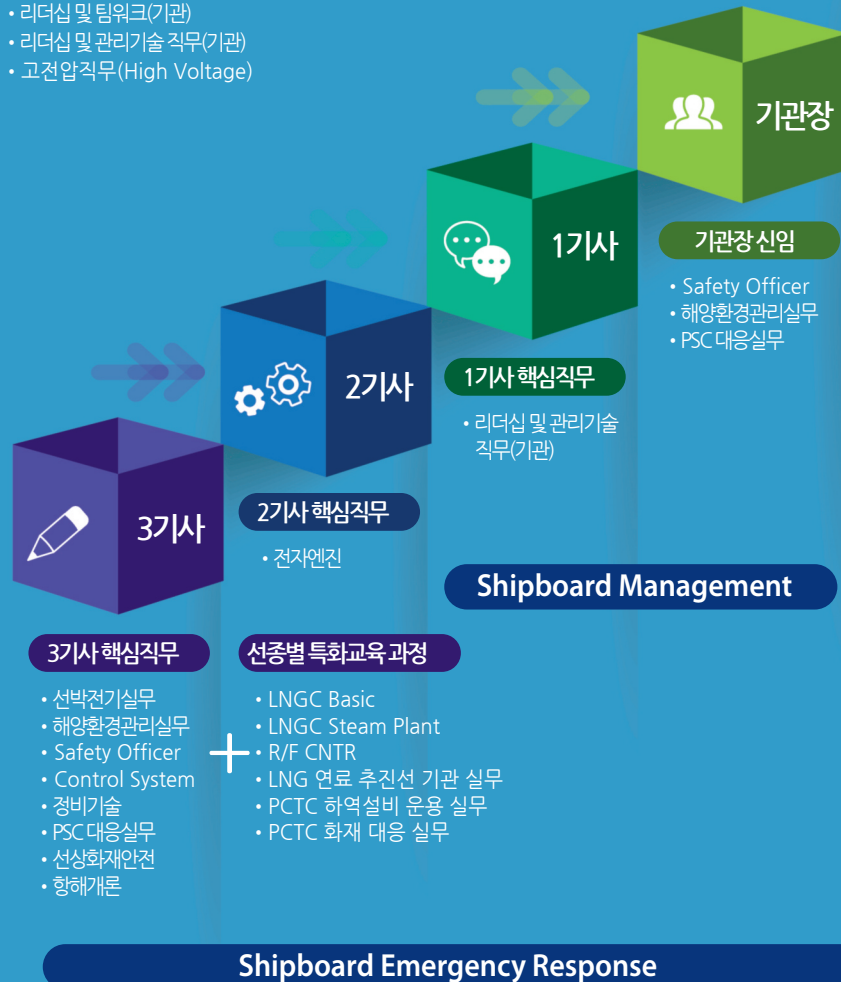 • 리더십 및 팀워크(기관)
• 리더십 및 관리기술 직무(기관)
• 고전압직무(High Voltage)
기관장
1기사
기관장 신임
• Safety Officer
• 해양환경관리실무
• PSC 대응실무
2기사
1기사 핵심직무
• 리더십 및 관리기술
직무(기관)
3기사
2기사 핵심직무
• 전자엔진
Shipboard Management
3기사 핵심직무
• 선박전기실무
• 해양환경관리실무
• Safety Officer
• Control System
• 정비기술
• PSC 대응실무
• 선상화재안전
• 항해개론
+
선종별 특화교육 과정
• LNGC Basic
• LNGC Steam Plant
• R/F CNTR
• LNG 연료 추진선 기관 실무
• PCTC 하역설비 운용 실무
• PCTC 화재 대응 실무
Shipboard Emergency Response